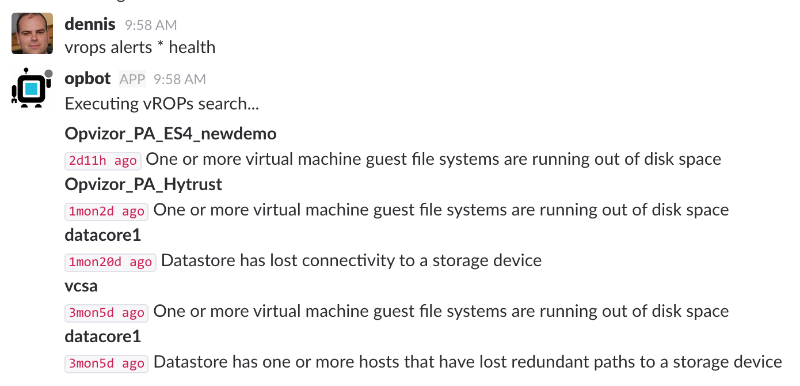 dennis 9:58 AM
vrops alerts * health
opbot APP 9:58 AM
Executing vROPs search...
Opvizor_PA_ES4_newdemo
2d11h ago One or more virtual machine guest file systems are running out of disk space
Opvizor_PA_Hytrust
1mon2d ago One or more virtual machine guest file systems are running out of disk space
datacore1
1mon20d ago Datastore has lost connectivity to a storage device
vcsa
3mon5d ago One or more virtual machine guest file systems are running out of disk space
datacore1
3mon5d ago Datastore has one or more hosts that have lost redundant paths to a storage device